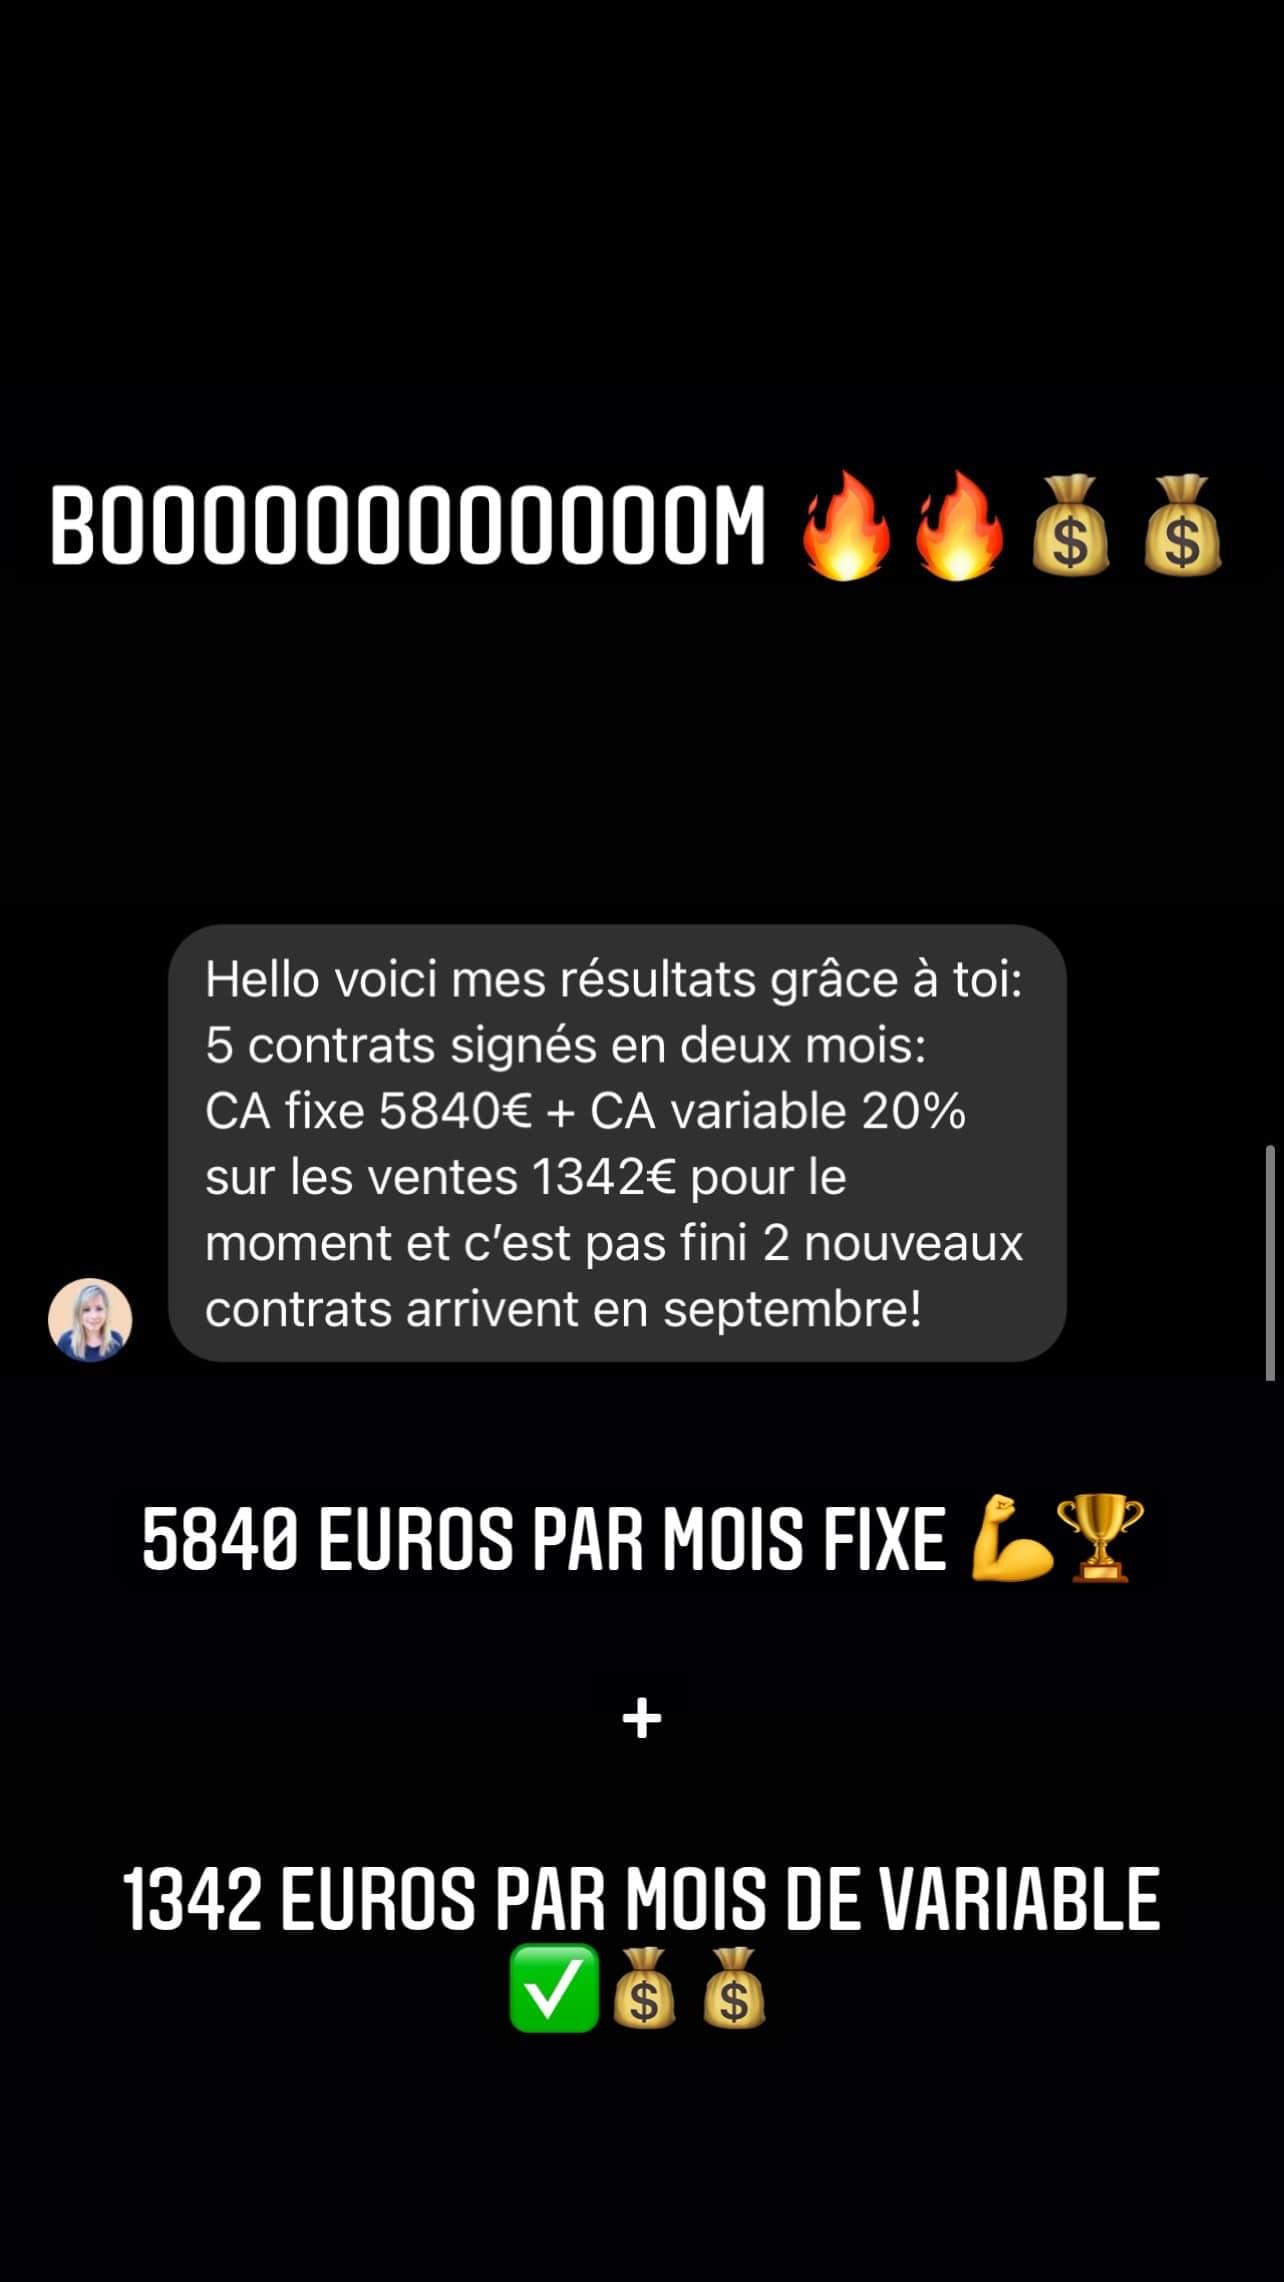 BOOOOOOOOOOOOM 🔥🔥💰💰
Hello voici mes résultats grâce à toi:
5 contrats signés en deux mois:
CA fixe 5840€ + CA variable 20%
sur les ventes 1342€ pour le
moment et c’est pas fini 2 nouveaux
contrats arrivent en septembre!
5840 EUROS PAR MOIS FIXE 💪🏆
+
1342 EUROS PAR MOIS DE VARIABLE
✅💰💰